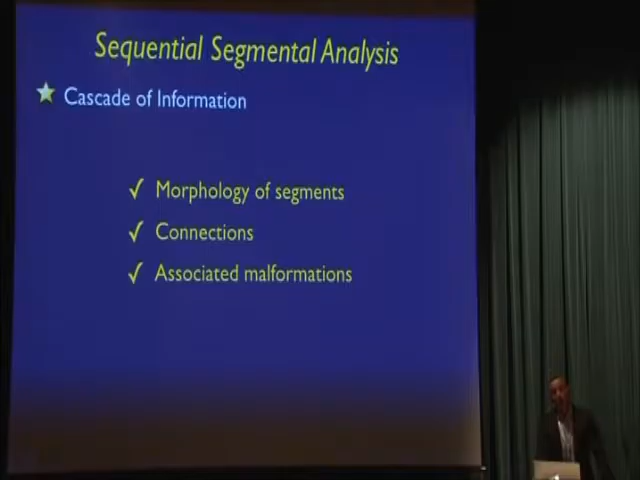 Sequential Segmental Analysis
Cascade of Information
Morphology of segments
Connections
Associated malformations